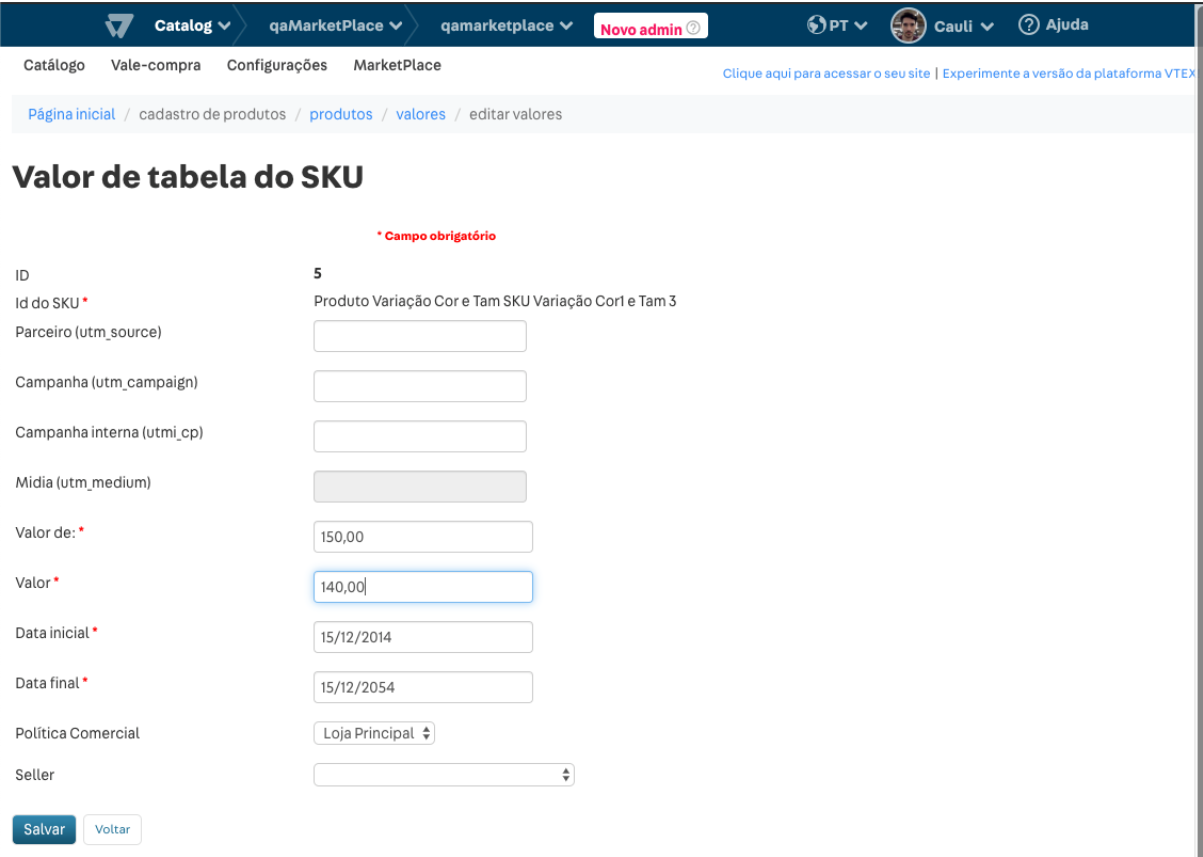 Catalog qaMarketPlace qamarketplace Novo admin PT Cauli Ajuda
Catálogo Vale-compra Configurações MarketPlace
Clique aqui para acessar o seu site | Experimente a versão da plataforma VTEX
Página inicial / cadastro de produtos / produtos / valores / editar valores
Valor de tabela do SKU
* Campo obrigatório
ID 5
Id do SKU * Produto Variação Cor e Tam SKU Variação Cor1 e Tam 3
Parceiro (utm_source)
Campanha (utm_campaign)
Campanha interna (utmi_cp)
Midia (utm_medium)
Valor de: * 150,00
Valor * 140,00
Data inicial * 15/12/2014
Data final * 15/12/2054
Política Comercial Loja Principal
Seller
Salvar Voltar